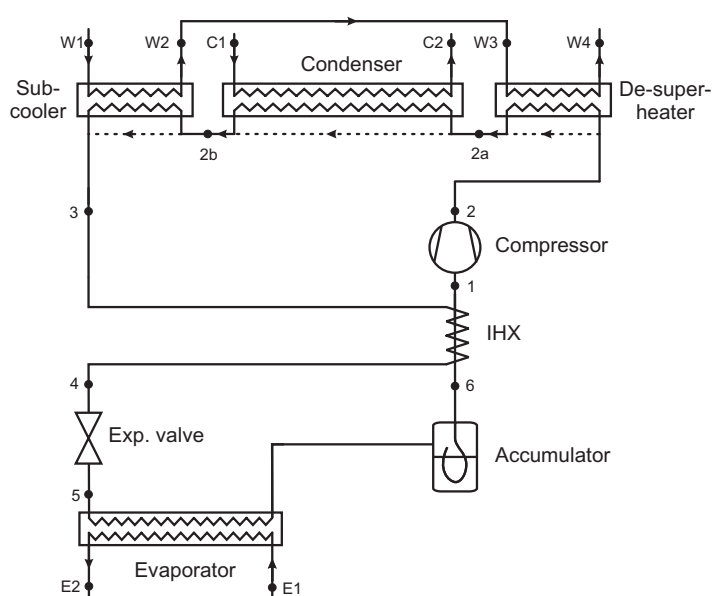 W1
W2
C1
C2
W3
W4
Condenser
Sub-
cooler
De-super-
heater
2b
2a
3
2
Compressor
1
IHX
4
6
Exp. valve
Accumulator
5
Evaporator
E2
E1